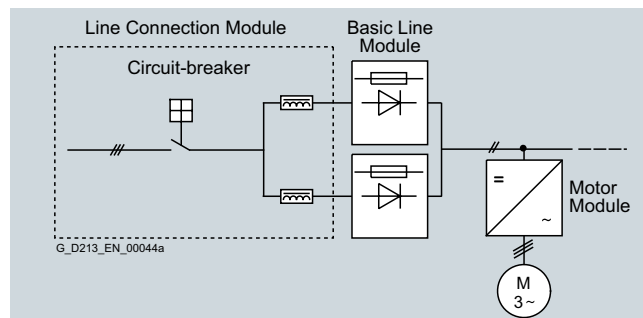 Line Connection Module
Basic Line
Module
Circuit-breaker
=
~
Motor
Module
G_D213_EN_00044a
M
3~